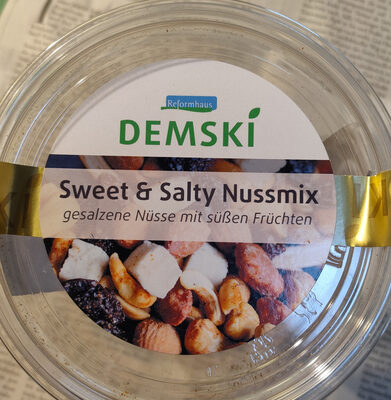 Reformhaus
DEMSKI
Sweet & Salty Nussmix
gesalzene Nüsse mit süßen Früchten